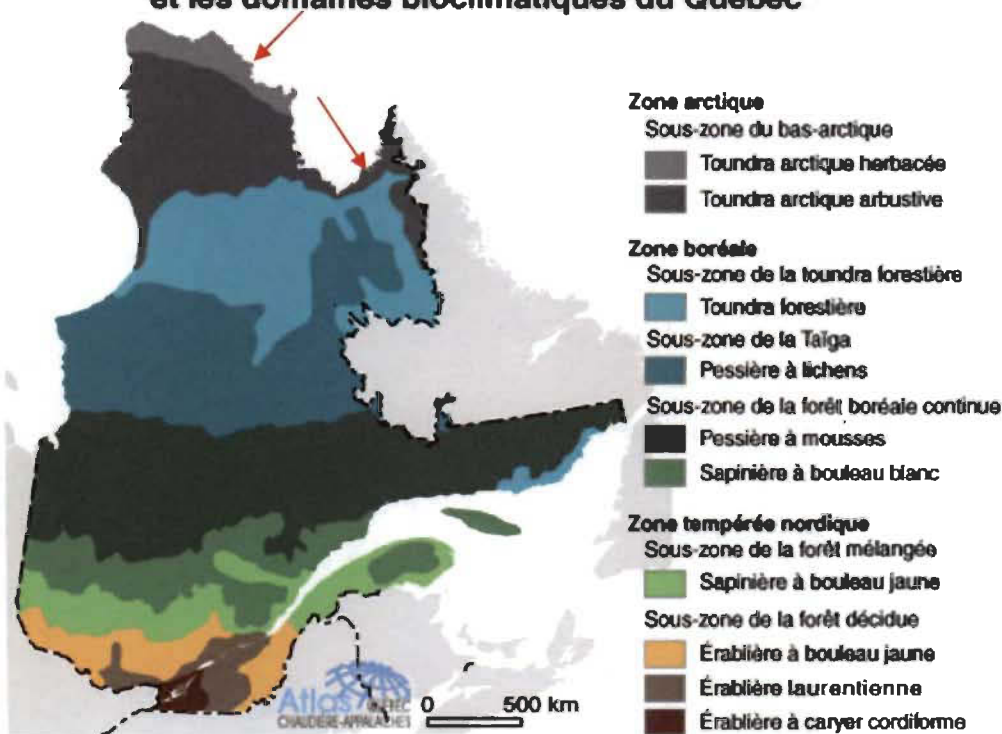 et les domaines bioclimatiques du Québec
Zone arctique
Sous-zone du bas-arctique
Toundra arctique herbacée
Toundra arctique arbustive
Zone boréale
Sous-zone de la toundra forestière
Toundra forestière
Sous-zone de la Taïga
Pessière à lichens
Sous-zone de la forêt boréale continue
Pessière à mousses
Sapinière à bouleau blanc
Zone tempérée nordique
Sous-zone de la forêt mélangée
Sapinière à bouleau jaune
Sous-zone de la forêt décidue
Érablière à bouleau jaune
Érablière laurentienne
Érablière à caryer cordiforme
Atlas
QUÉBEC
CHAUDIÈRE-APPALACHES
0 500 km